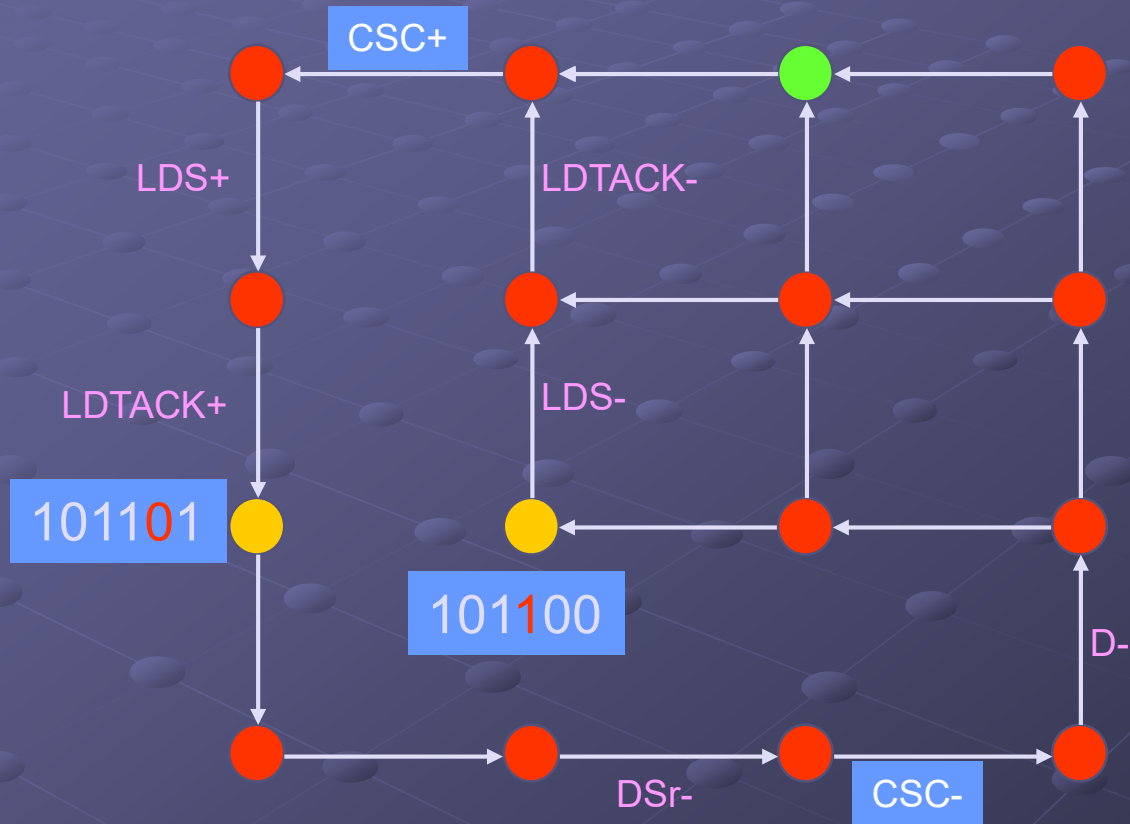 CSC+
LDS+
LDTACK-
LDTACK+
LDS-
101101
101100
D-
DSr-
CSC-